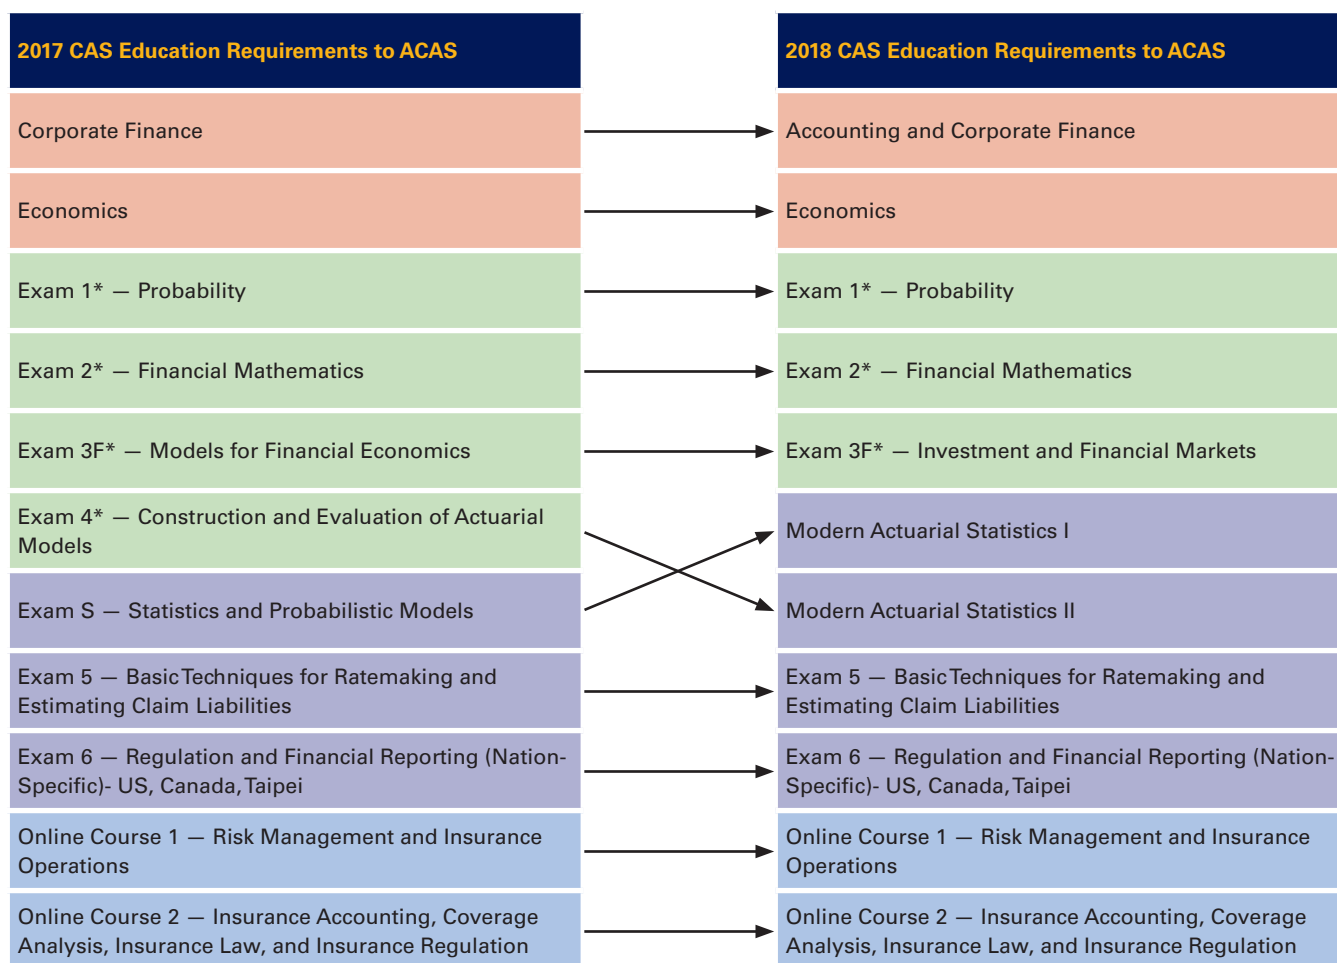 2017 CAS Education Requirements to ACAS
2018 CAS Education Requirements to ACAS
Corporate Finance
Accounting and Corporate Finance
Economics
Economics
Exam 1* — Probability
Exam 1* — Probability
Exam 2* — Financial Mathematics
Exam 2* — Financial Mathematics
Exam 3F* — Models for Financial Economics
Exam 3F* — Investment and Financial Markets
Exam 4* — Construction and Evaluation of Actuarial
Models
Modern Actuarial Statistics I
Exam S — Statistics and Probabilistic Models
Modern Actuarial Statistics II
Exam 5 — Basic Techniques for Ratemaking and
Estimating Claim Liabilities
Exam 5 — Basic Techniques for Ratemaking and
Estimating Claim Liabilities
Exam 6 — Regulation and Financial Reporting (Nation-
Specific)- US, Canada, Taipei
Exam 6 — Regulation and Financial Reporting (Nation-
Specific)- US, Canada, Taipei
Online Course 1 — Risk Management and Insurance
Operations
Online Course 1 — Risk Management and Insurance
Operations
Online Course 2 — Insurance Accounting, Coverage
Analysis, Insurance Law, and Insurance Regulation
Online Course 2 — Insurance Accounting, Coverage
Analysis, Insurance Law, and Insurance Regulation